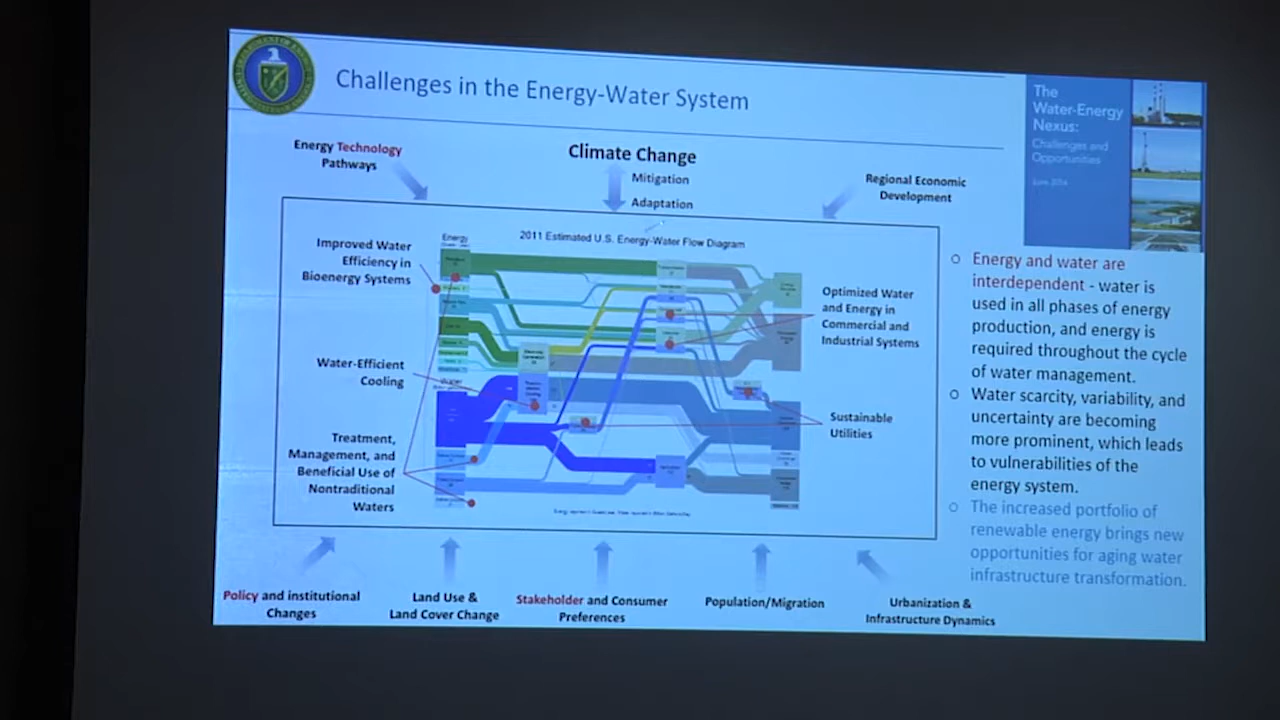 Challenges in the Energy-Water System
The
Water-Energy
Nexus:
Challenges and
Opportunities
June 2014
Energy Technology
Pathways
Climate Change
Mitigation
Adaptation
Regional Economic
Development
2011 Estimated U.S. Energy-Water Flow Diagram
Energy
Water
Improved Water
Efficiency in
Bioenergy Systems
Water-Efficient
Cooling
Treatment,
Management, and
Beneficial Use of
Nontraditional
Waters
Optimized Water
and Energy in
Commercial and
Industrial Systems
Sustainable
Utilities
○ Energy and water are
interdependent - water is
used in all phases of energy
production, and energy is
required throughout the cycle
of water management.
○ Water scarcity, variability, and
uncertainty are becoming
more prominent, which leads
to vulnerabilities of the
energy system.
○ The increased portfolio of
renewable energy brings new
opportunities for aging water
infrastructure transformation.
Policy and institutional
Changes
Land Use &
Land Cover Change
Stakeholder and Consumer
Preferences
Population/Migration
Urbanization &
Infrastructure Dynamics